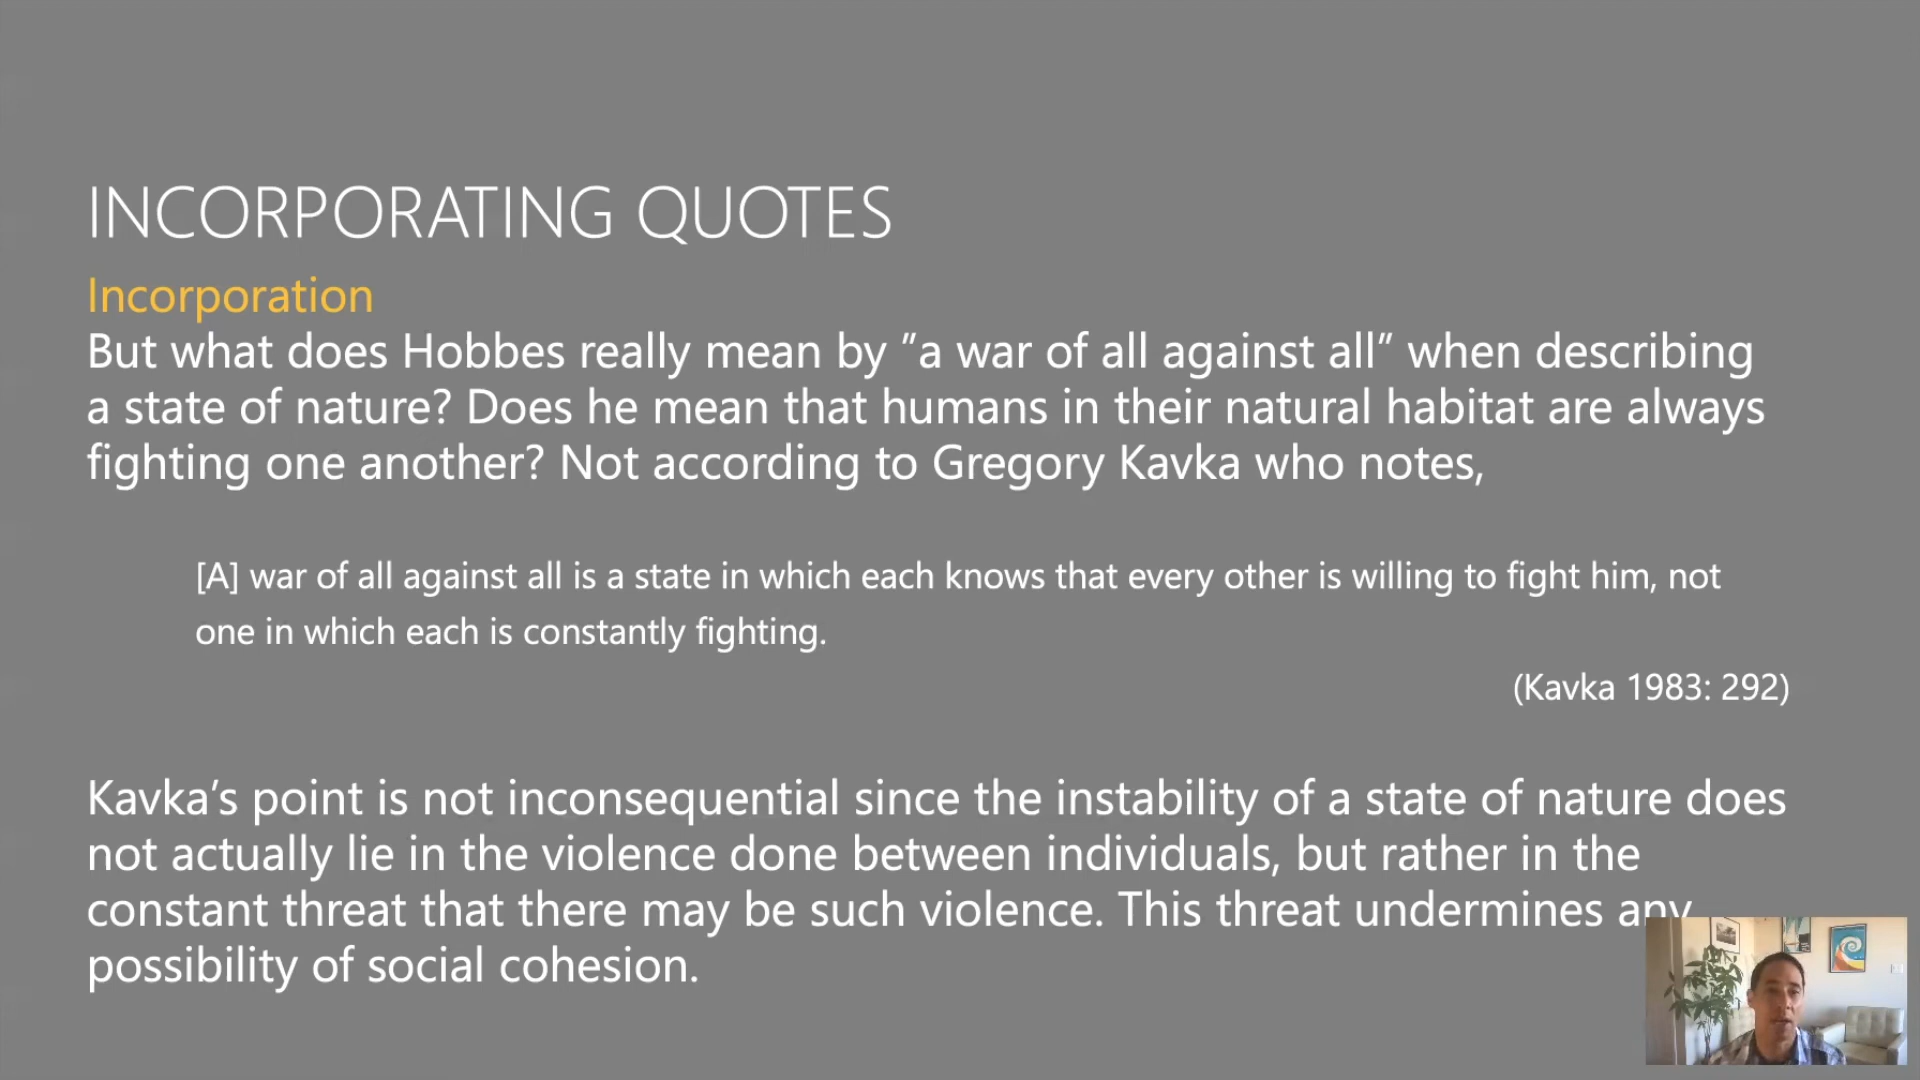 INCORPORATING QUOTES
Incorporation
But what does Hobbes really mean by ”a war of all against all” when describing
a state of nature? Does he mean that humans in their natural habitat are always
fighting one another? Not according to Gregory Kavka who notes,
[A] war of all against all is a state in which each knows that every other is willing to fight him, not
one in which each is constantly fighting.
(Kavka 1983: 292)
Kavka’s point is not inconsequential since the instability of a state of nature does
not actually lie in the violence done between individuals, but rather in the
constant threat that there may be such violence. This threat undermines any
possibility of social cohesion.